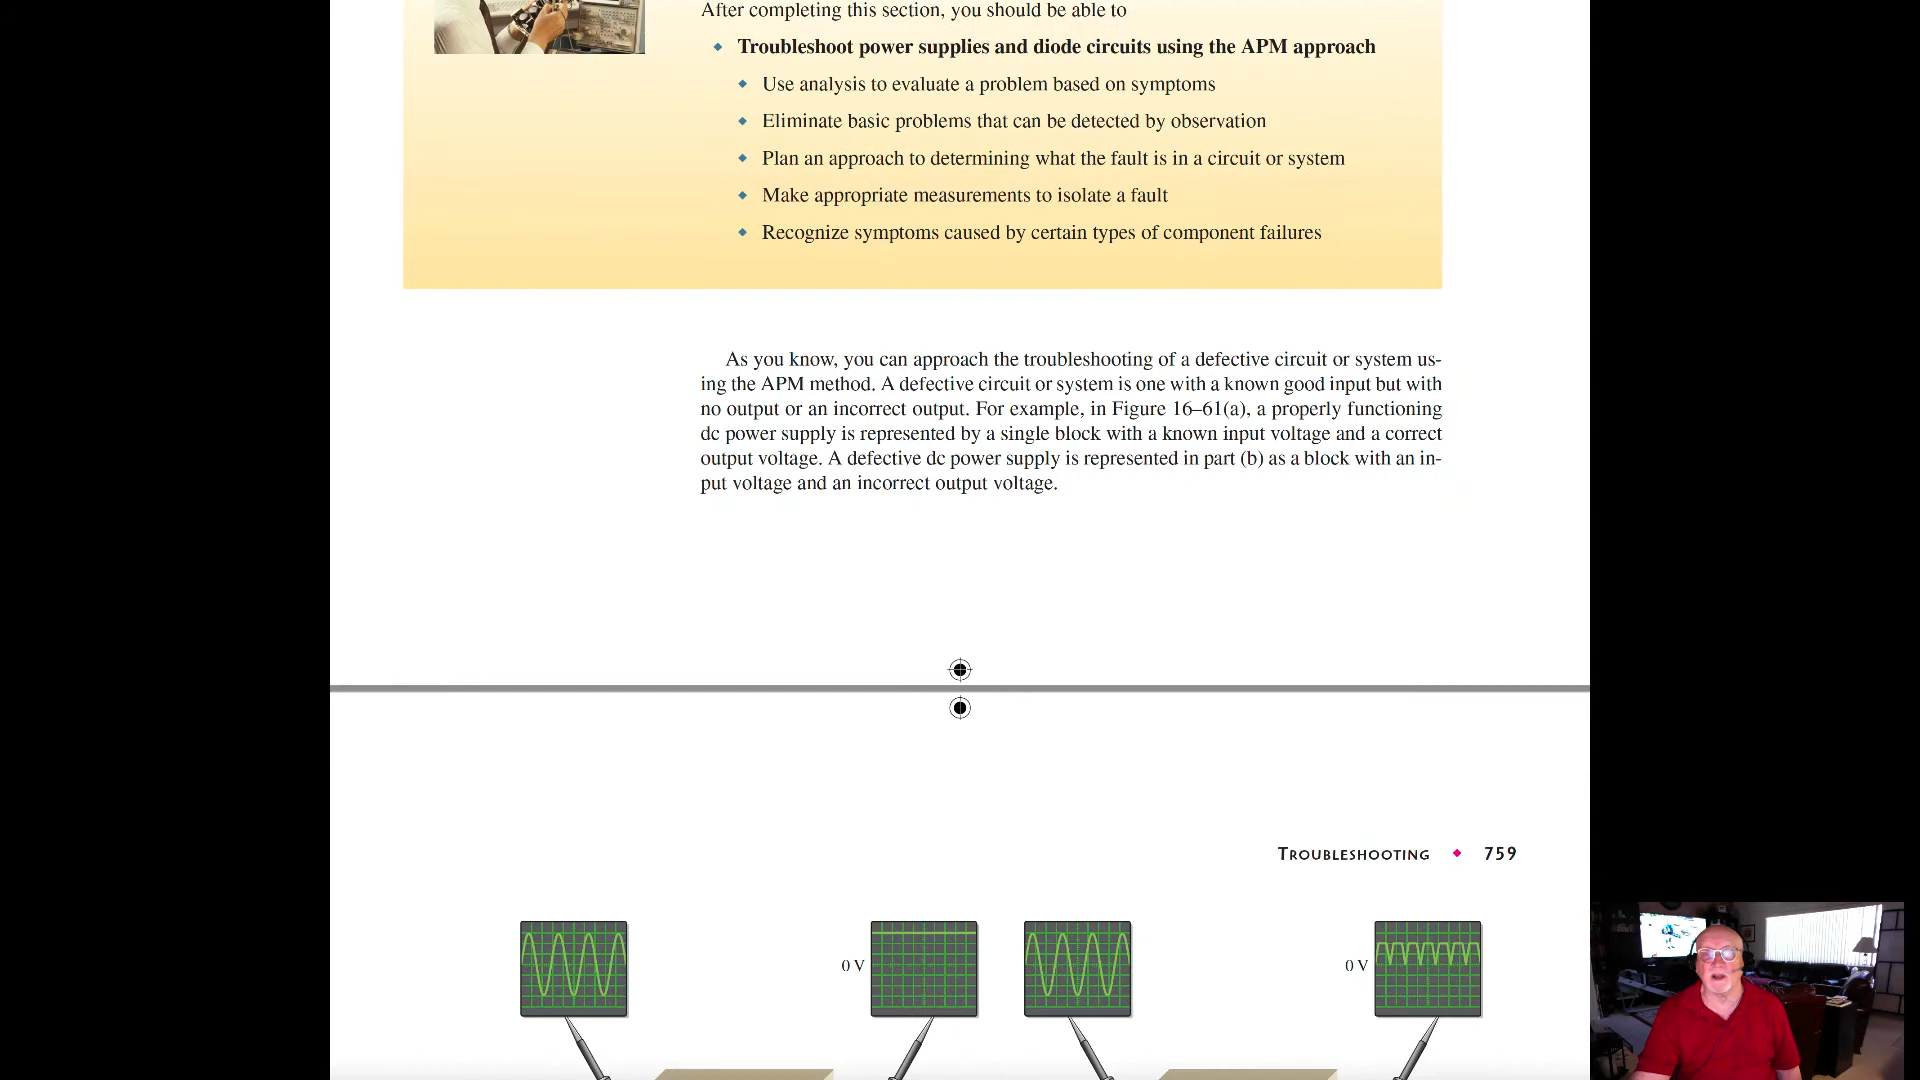 After completing this section, you should be able to
◆ Troubleshoot power supplies and diode circuits using the APM approach
◆ Use analysis to evaluate a problem based on symptoms
◆ Eliminate basic problems that can be detected by observation
◆ Plan an approach to determining what the fault is in a circuit or system
◆ Make appropriate measurements to isolate a fault
◆ Recognize symptoms caused by certain types of component failures
As you know, you can approach the troubleshooting of a defective circuit or system us-
ing the APM method. A defective circuit or system is one with a known good input but with
no output or an incorrect output. For example, in Figure 16–61(a), a properly functioning
dc power supply is represented by a single block with a known input voltage and a correct
output voltage. A defective dc power supply is represented in part (b) as a block with an in-
put voltage and an incorrect output voltage.
TROUBLESHOOTING ◆ 759
0 V
0 V